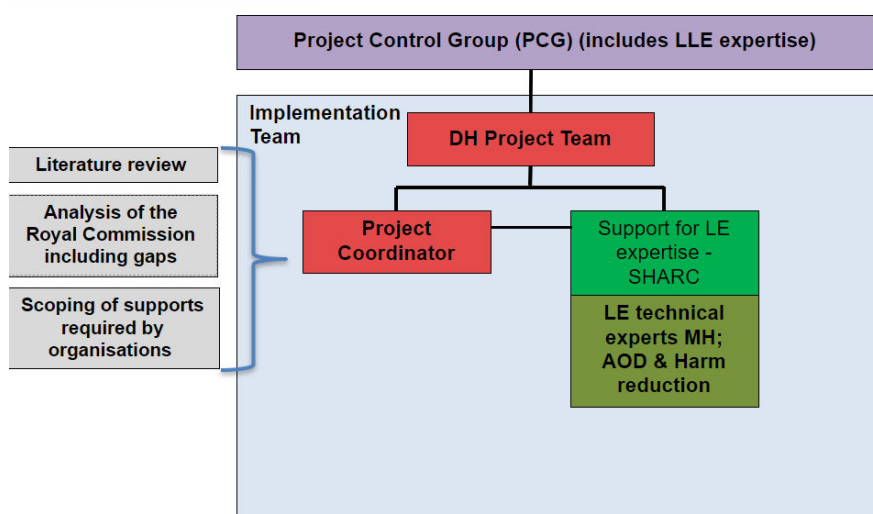 Project Control Group (PCG) (includes LLE expertise)
Implementation
Team
DH Project Team
Literature review
Analysis of the
Royal Commission
including gaps
Scoping of supports
required by
organisations
Project
Coordinator
Support for LE
expertise -
SHARC
LE technical
experts MH;
AOD & Harm
reduction